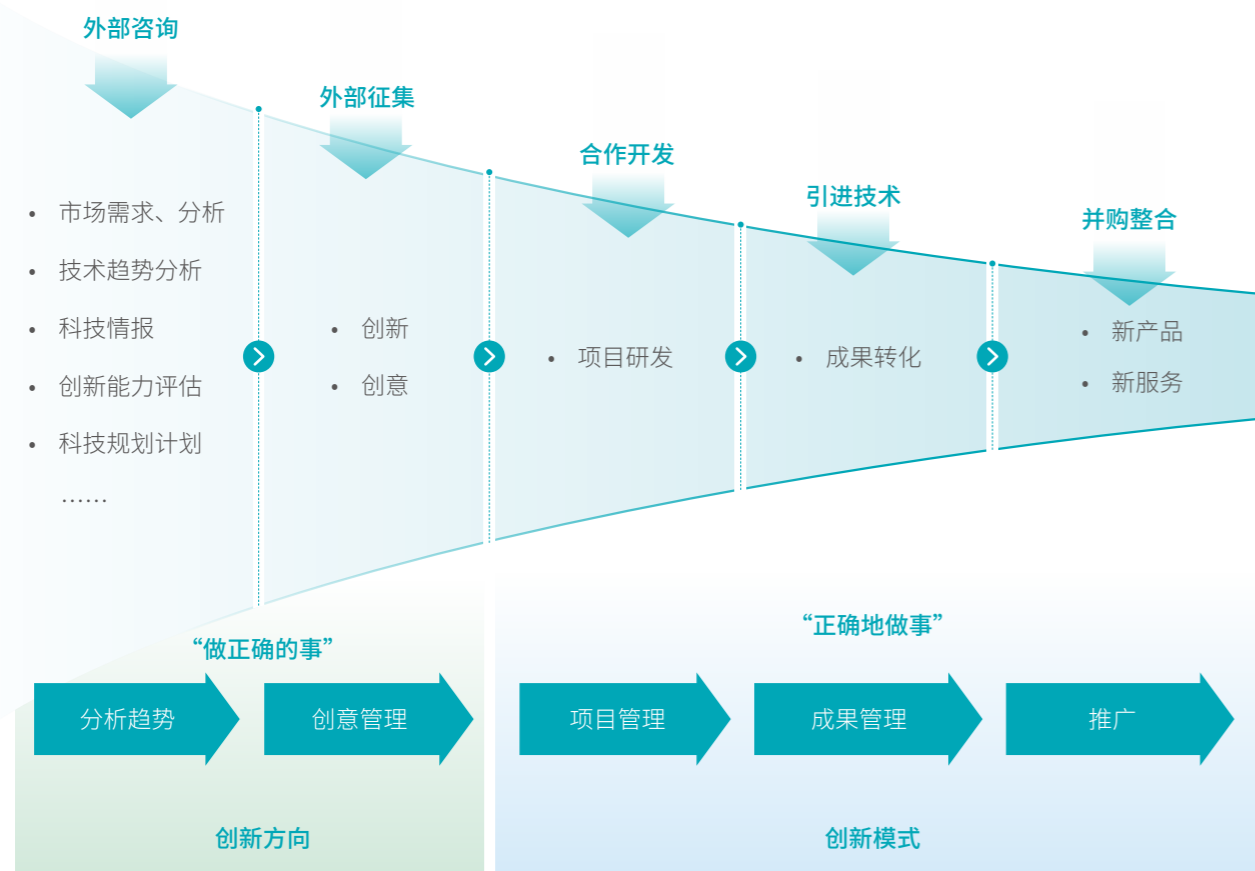 外部咨询
外部征集
合作开发
引进技术
并购整合
• 市场需求、分析
• 技术趋势分析
• 科技情报
• 创新能力评估
• 科技规划计划
……
• 创新
• 创意
• 项目研发
• 成果转化
• 新产品
• 新服务
“做正确的事”
“正确地做事”
分析趋势
创意管理
项目管理
成果管理
推广
创新方向
创新模式